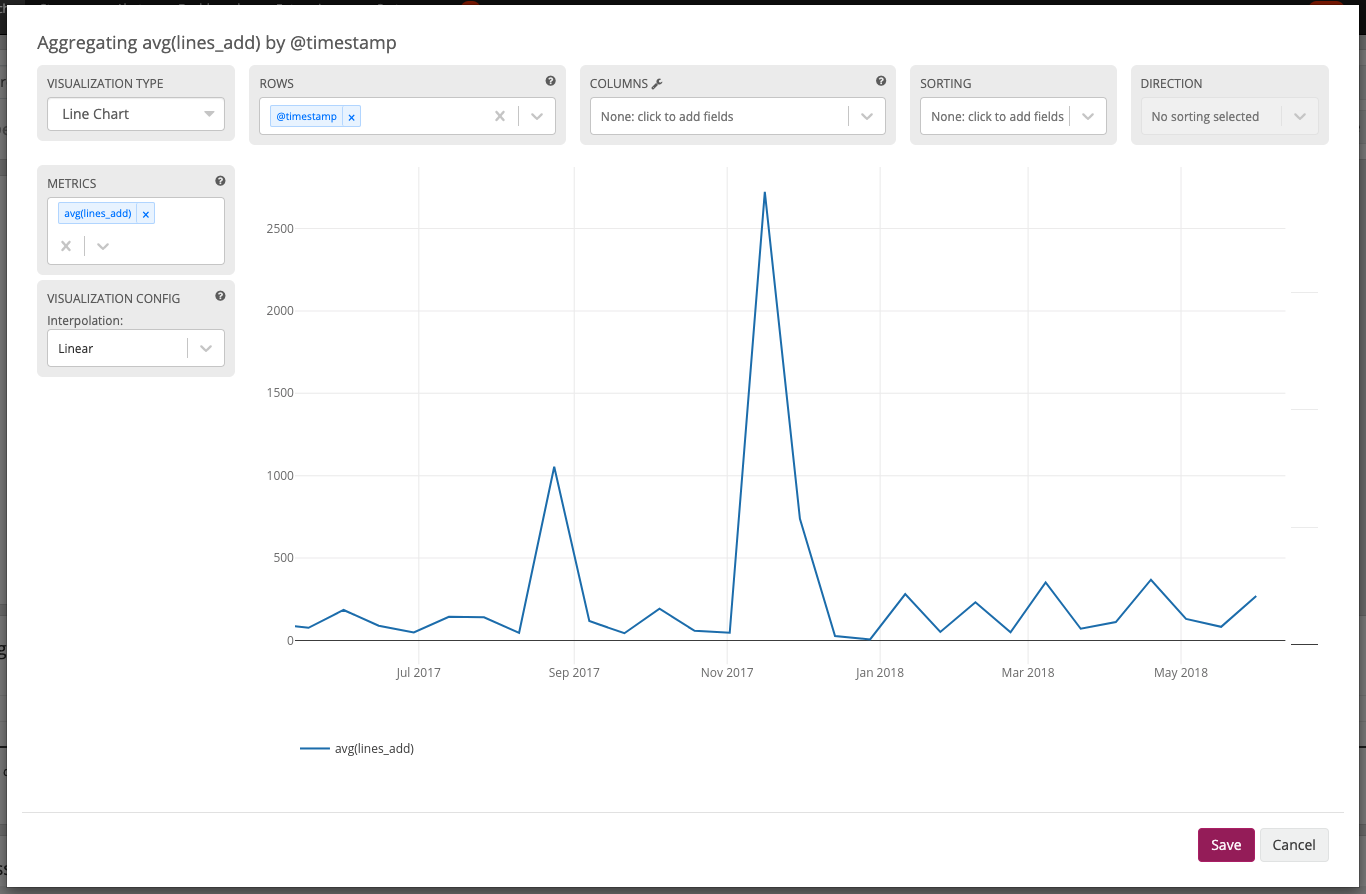 Aggregating avg(lines_add) by @timestamp
VISUALIZATION TYPE
Line Chart
ROWS
@timestamp ×
COLUMNS
None: click to add fields
SORTING
None: click to add fields
DIRECTION
No sorting selected
METRICS
avg(lines_add) ×
VISUALIZATION CONFIG
Interpolation:
Linear
2500
2000
1500
1000
500
0
Jul 2017 Sep 2017 Nov 2017 Jan 2018 Mar 2018 May 2018
avg(lines_add)
Save Cancel